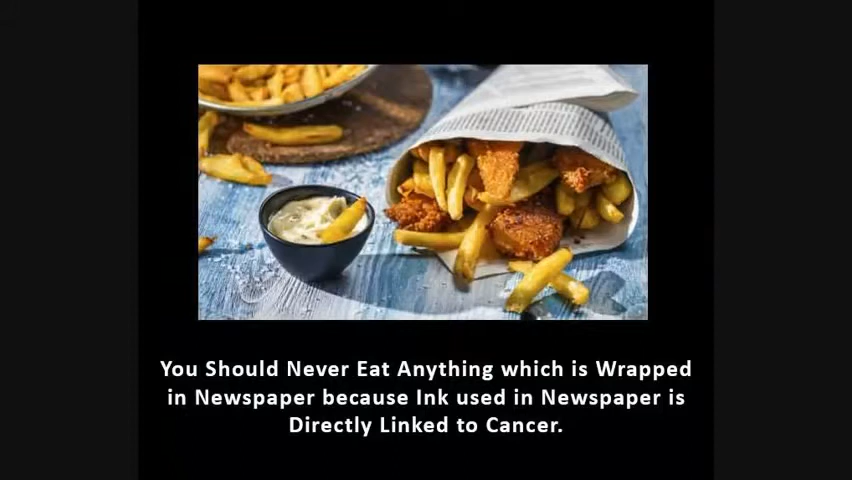 You Should Never Eat Anything which is Wrapped
in Newspaper because Ink used in Newspaper is
Directly Linked to Cancer.